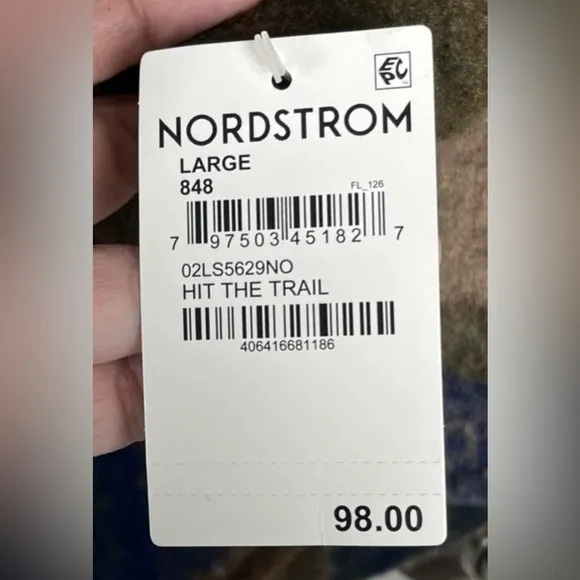 EPC
NORDSTROM
LARGE
848
FL_126
7 97503 45182 7
02LS5629NO
HIT THE TRAIL
406416681186
98.00